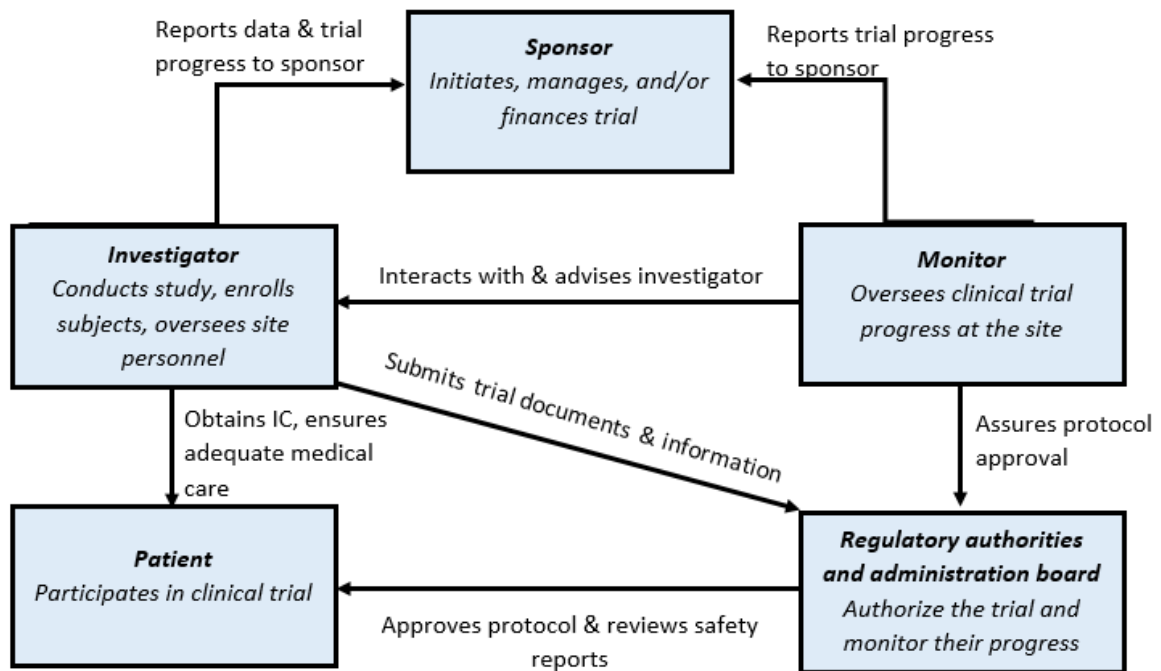 Reports data & trial
progress to sponsor
Sponsor
Initiates, manages, and/or
finances trial
Reports trial progress
to sponsor
Investigator
Conducts study, enrolls
subjects, oversees site
personnel
Interacts with & advises investigator
Monitor
Oversees clinical trial
progress at the site
Submits trial documents & information
Obtains IC, ensures
adequate medical
care
Assures protocol
approval
Patient
Participates in clinical trial
Regulatory authorities
and administration board
Authorize the trial and
monitor their progress
Approves protocol & reviews safety
reports